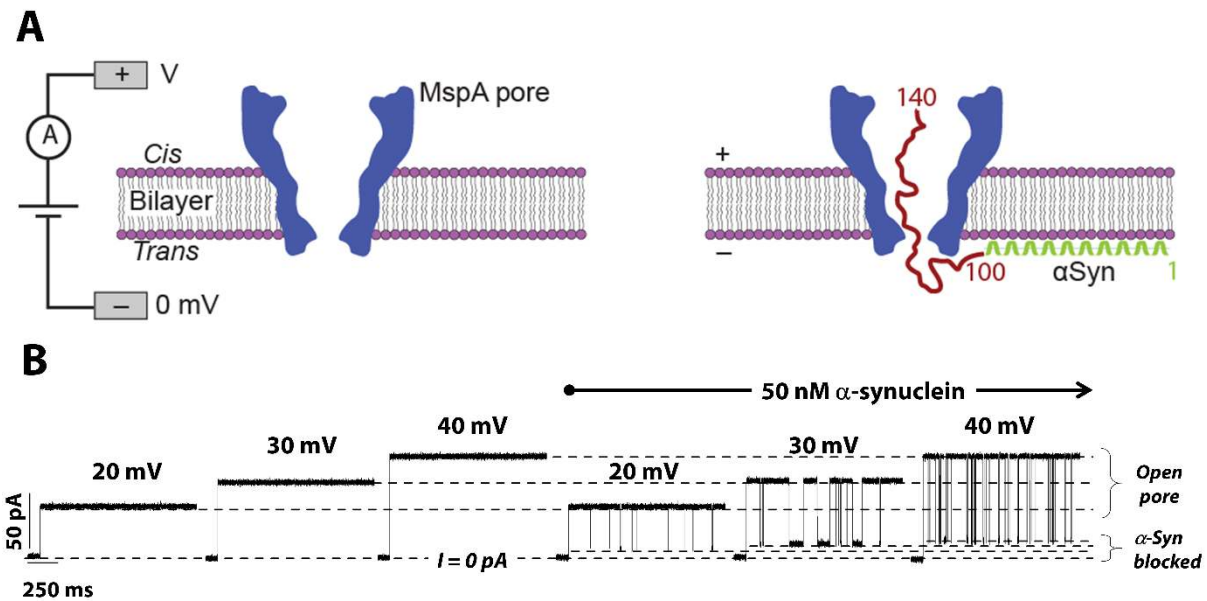 A
+ V
MspA pore
A
Cis
Bilayer
Trans
− 0 mV
140
+
−
100
αSyn
1
B
50 nM α-synuclein
20 mV
30 mV
40 mV
20 mV
30 mV
40 mV
Open
pore
50 pA
I = 0 pA
α-Syn
blocked
250 ms